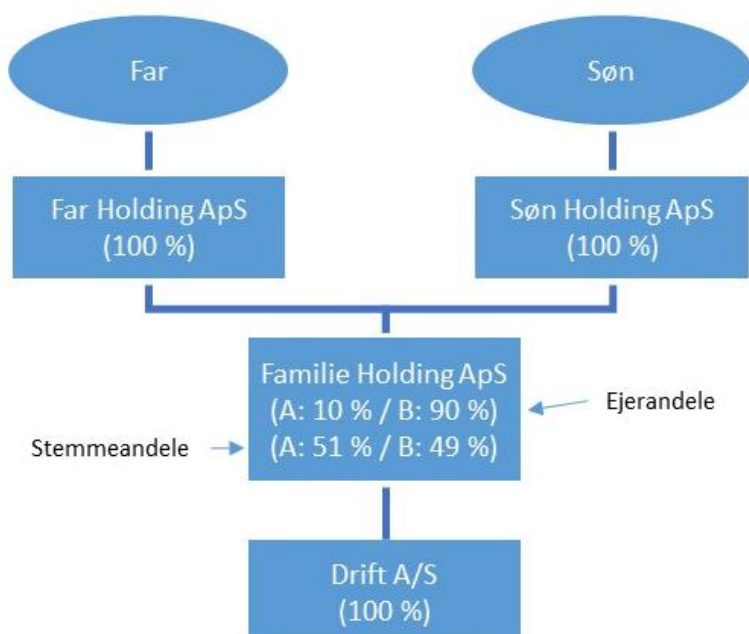 Far
Søn
Far Holding ApS
(100 %)
Søn Holding ApS
(100 %)
Familie Holding ApS
(A: 10 % / B: 90 %)
(A: 51 % / B: 49 %)
Ejerandele
Stemmeandele
Drift A/S
(100 %)